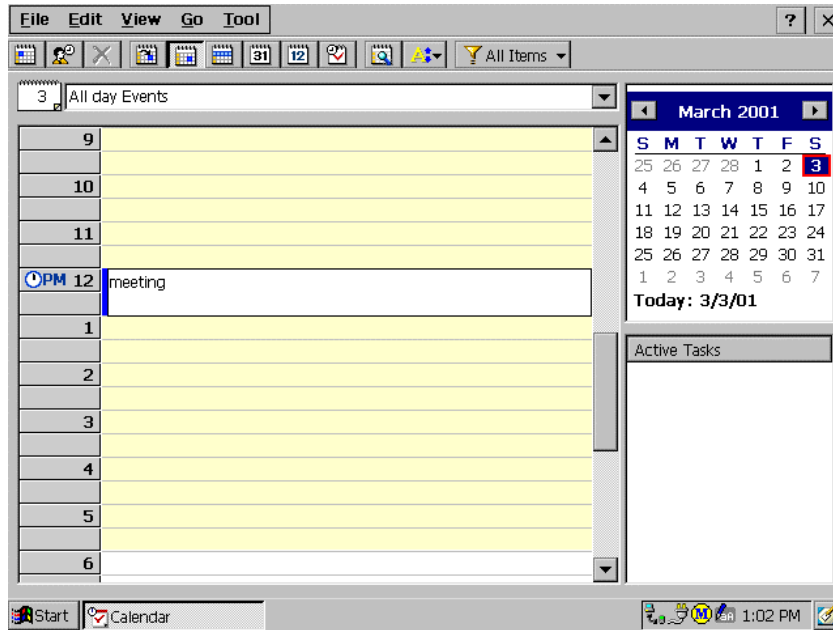 File Edit View Go Tool ?
31 12 A All Items
3 All day Events
9
10
11
PM 12 meeting
1
2
3
4
5
6
March 2001
S M T W T F S
25 26 27 28 1 2 3
4 5 6 7 8 9 10
11 12 13 14 15 16 17
18 19 20 21 22 23 24
25 26 27 28 29 30 31
1 2 3 4 5 6 7
Today: 3/3/01
Active Tasks
Start Calendar M 1:02 PM